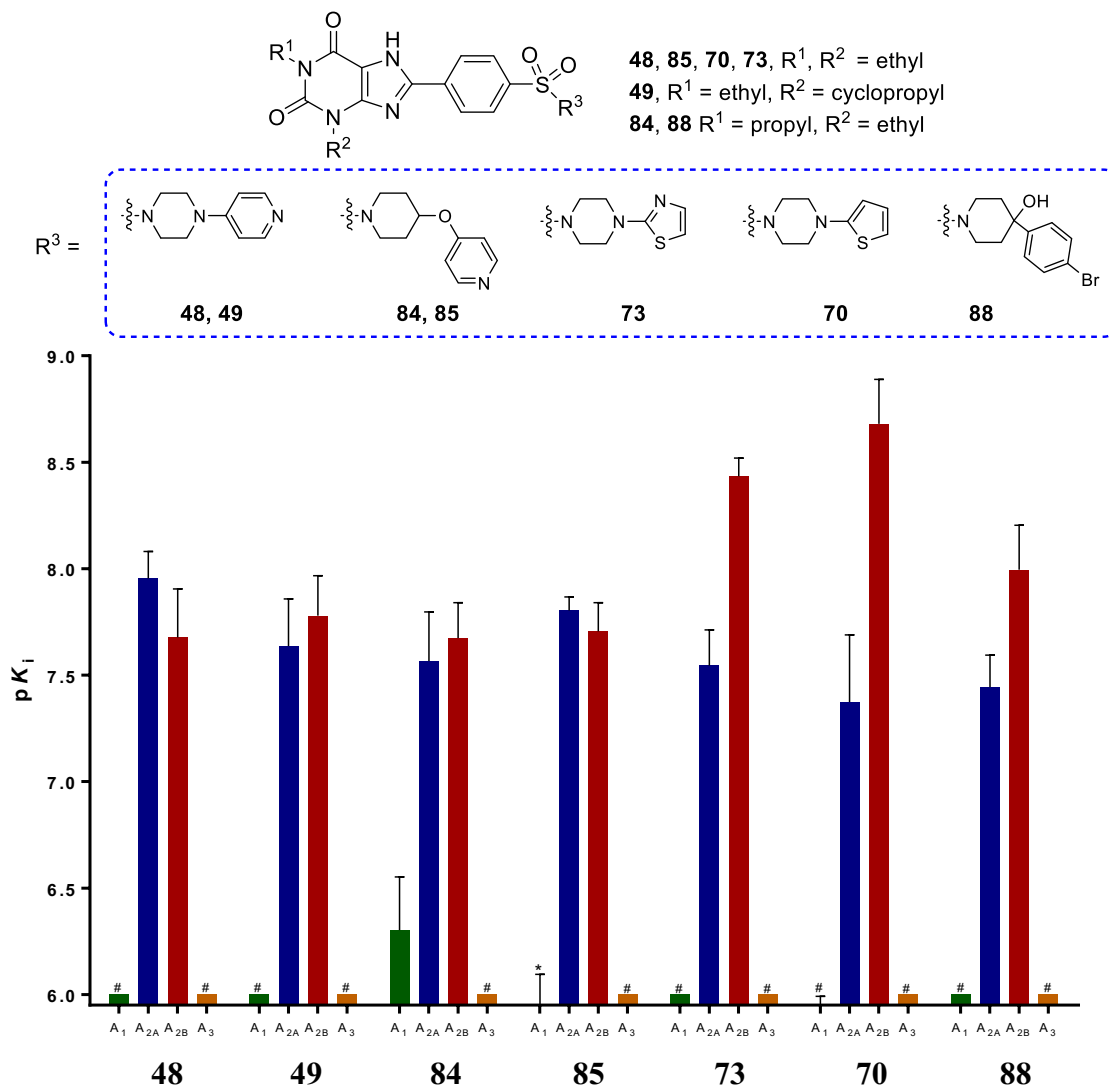 O
R1
N
H
N
O
N
R2
N
O
S
O
R3
48, 85, 70, 73, R1, R2 = ethyl
49, R1 = ethyl, R2 = cyclopropyl
84, 88 R1 = propyl, R2 = ethyl
R3 =
N
N
N
N
O
N
N
N
N
S
N
N
S
N
OH
Br
48, 49
84, 85
73
70
88
pKi
9.0
8.5
8.0
7.5
7.0
6.5
6.0
# # # # # * # # # # # # #
A1 A2A A2B A3 A1 A2A A2B A3 A1 A2A A2B A3 A1 A2A A2B A3 A1 A2A A2B A3 A1 A2A A2B A3 A1 A2A A2B A3
48 49 84 85 73 70 88